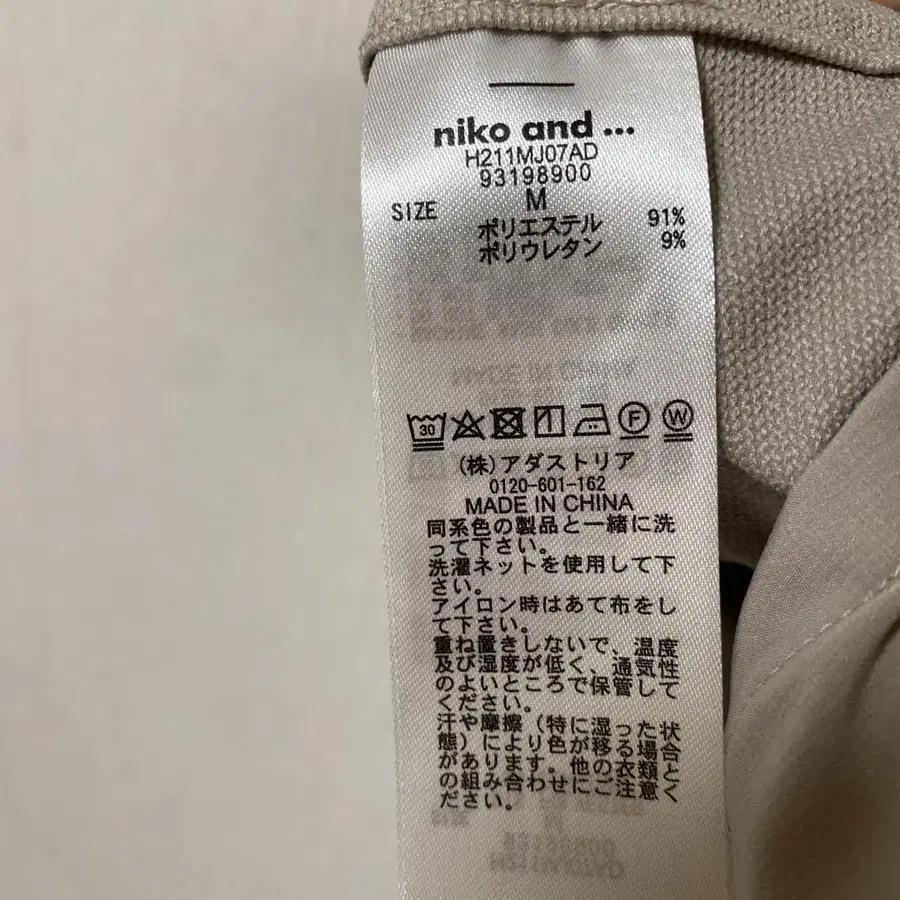 niko and ...
H211MJ07AD
93198900
SIZE M
ポリエステル 91%
ポリウレタン 9%
30
F W
(株)アダストリア
0120-601-162
MADE IN CHINA
同系色の製品と一緒に洗
って下さい。
洗濯ネットを使用して下
さい。
アイロン時はあて布をし
て下さい。
重ね置きしないで、温度
及び湿度が低く、通気性
のよいところで保管して
ください。
汗や摩擦(特に湿った状
態)により色が移る場合
があります。他の衣類と
の組み合わせにご注意く
ださい。